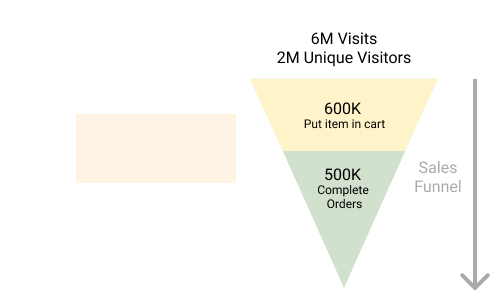 6M Visits
2M Unique Visitors
600K
Put item in cart
500K
Complete
Orders
Sales
Funnel